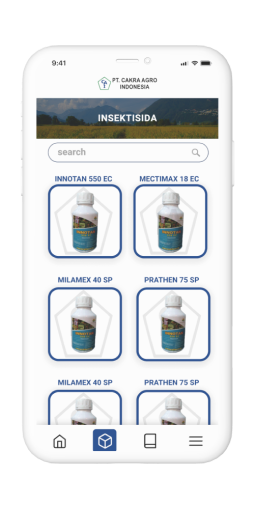 9:41
PT. CAKRA AGRO
INDONESIA
INSEKTISIDA
search
INNOTAN 550 EC
MECTIMAX 18 EC
MILAMEX 40 SP
PRATHEN 75 SP
MILAMEX 40 SP
PRATHEN 75 SP